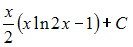 x/2 (x ln 2x − 1) + C